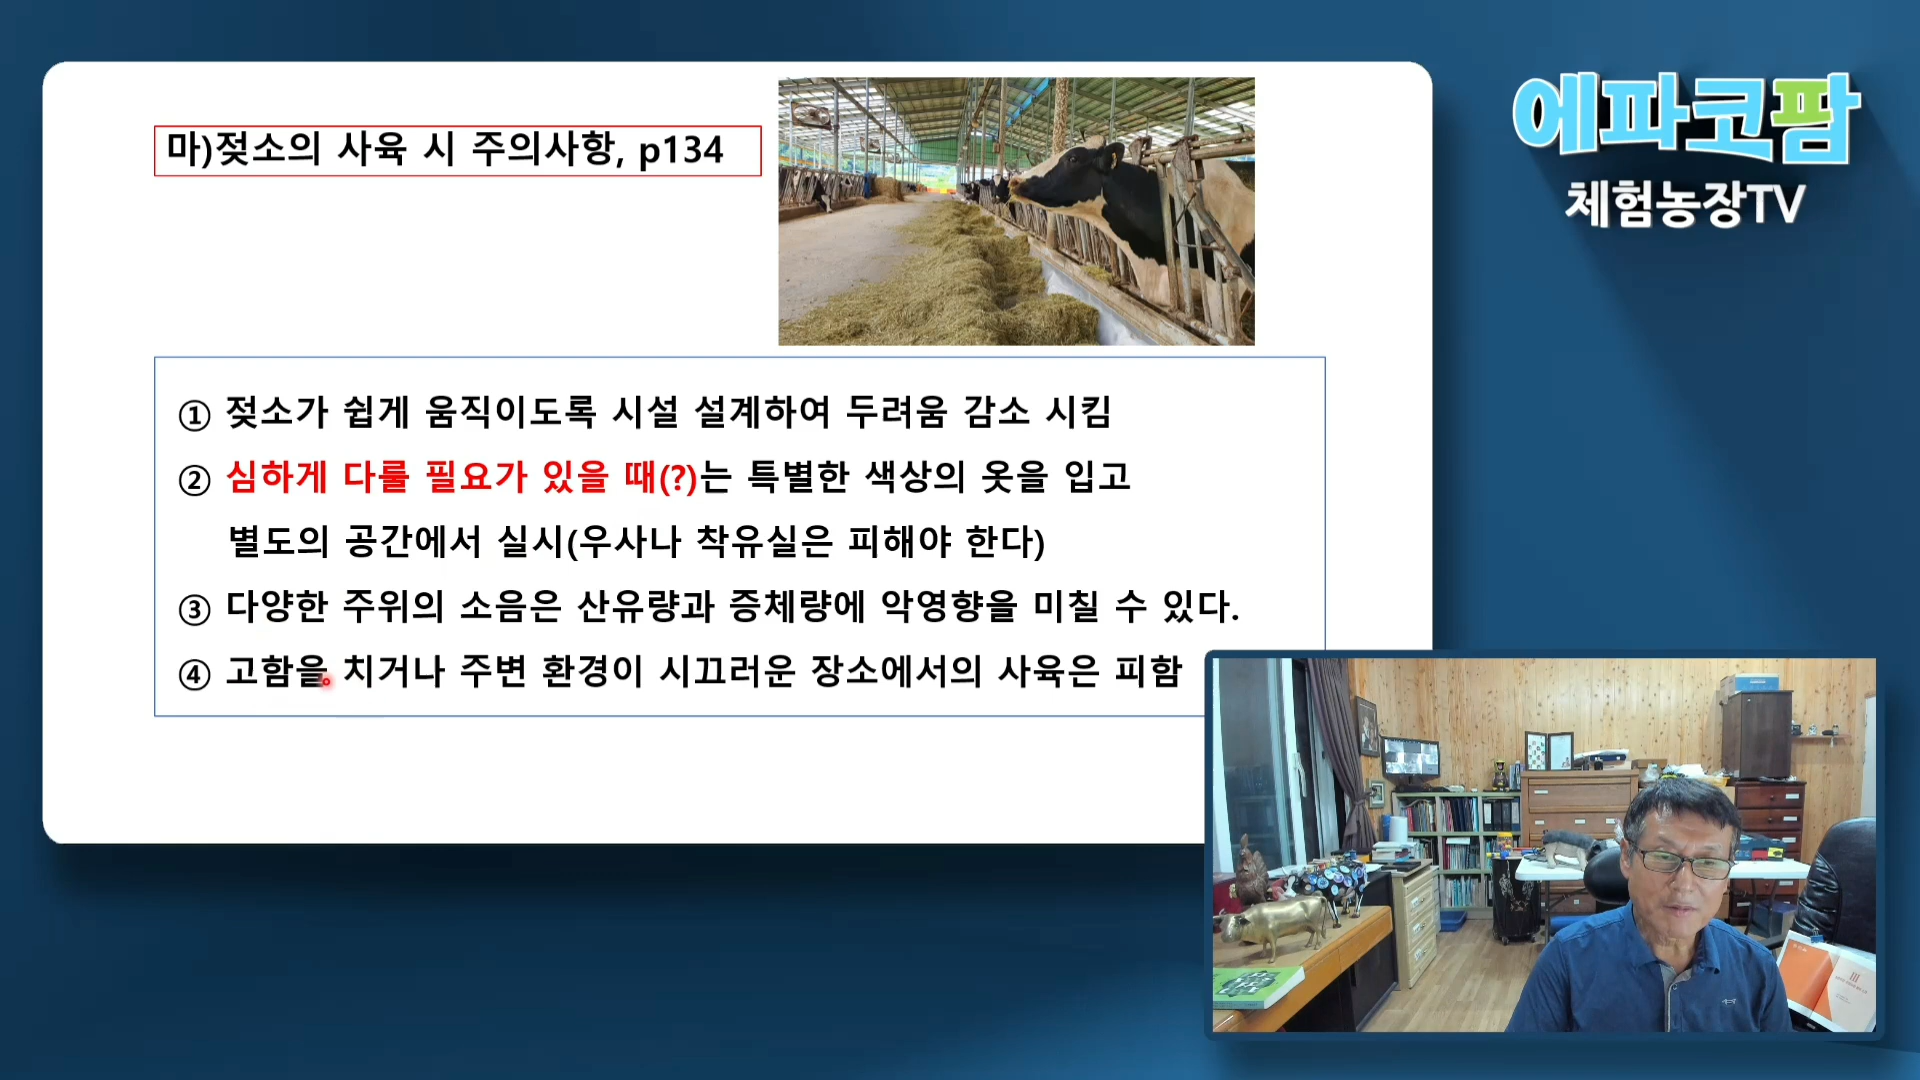 마)젖소의 사육 시 주의사항, p134
에파코팜
체험농장TV
① 젖소가 쉽게 움직이도록 시설 설계하여 두려움 감소 시킴
② 심하게 다룰 필요가 있을 때(?)는 특별한 색상의 옷을 입고
별도의 공간에서 실시(우사나 착유실은 피해야 한다)
③ 다양한 주위의 소음은 산유량과 증체량에 악영향을 미칠 수 있다.
④ 고함을 치거나 주변 환경이 시끄러운 장소에서의 사육은 피함